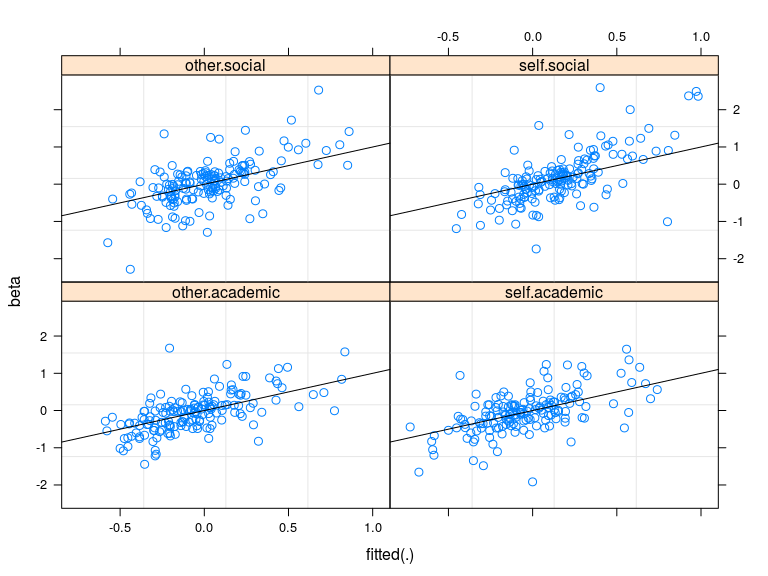 -0.5 0.0 0.5 1.0
other.social self.social
2
1
0
-1
-2
beta
other.academic self.academic
2
1
0
-1
-2
-0.5 0.0 0.5 1.0
fitted(.)